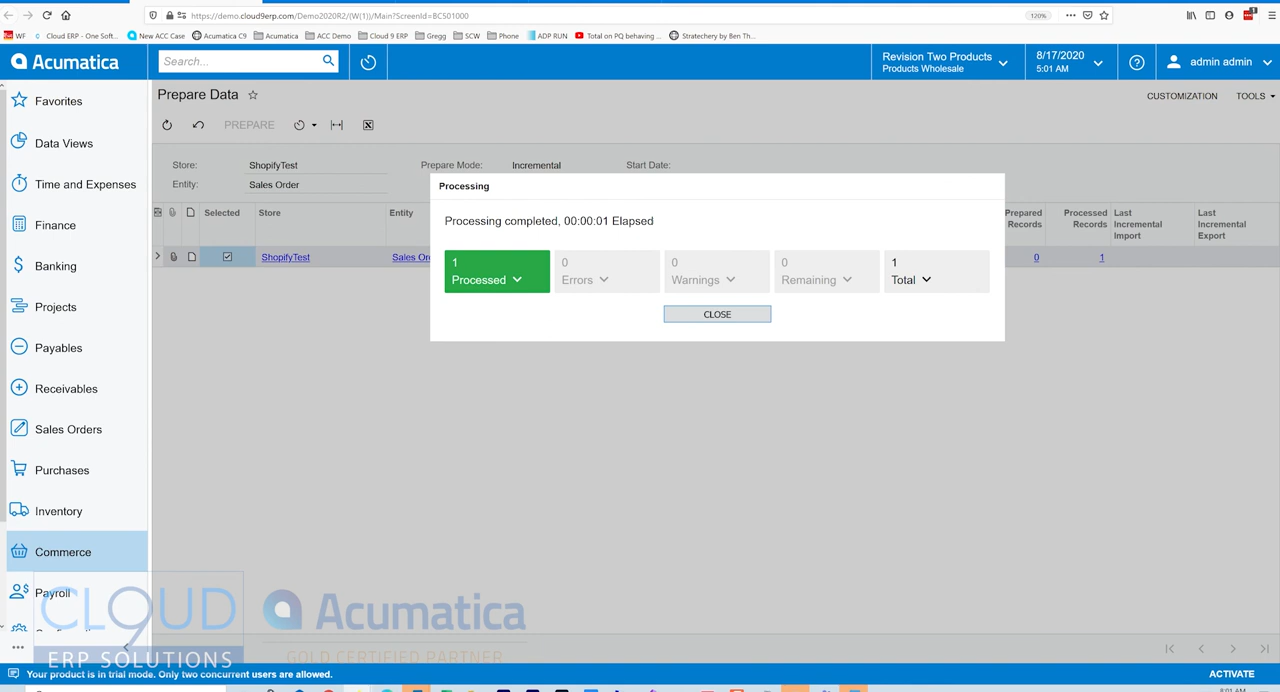 https://demo.cloud9erp.com/Demo2020R2/(W(1))/Main?ScreenId=BC501000
120%
WF
Cloud ERP - One Soft...
New ACC Case
Acumatica C9
Acumatica
ACC Demo
Cloud 9 ERP
Gregg
SCW
Phone
ADP RUN
Total on PQ behaving ...
Stratechery by Ben Th...
Acumatica
Search...
Revision Two Products
Products Wholesale
8/17/2020
5:01 AM
admin admin
Favorites
Data Views
Time and Expenses
Finance
Banking
Projects
Payables
Receivables
Sales Orders
Purchases
Inventory
Commerce
Payroll
Prepare Data
CUSTOMIZATION
TOOLS
PREPARE
Store:
ShopifyTest
Prepare Mode:
Incremental
Start Date:
Entity:
Sales Order
Selected
Store
Entity
Prepared Records
Processed Records
Last Incremental Import
Last Incremental Export
ShopifyTest
Sales Or
0
1
Processing
Processing completed, 00:00:01 Elapsed
1
Processed
0
Errors
0
Warnings
0
Remaining
1
Total
CLOSE
CLOUD
9
ERP SOLUTIONS
Acumatica
GOLD CERTIFIED PARTNER
Your product is in trial mode. Only two concurrent users are allowed.
ACTIVATE
8:01 AM